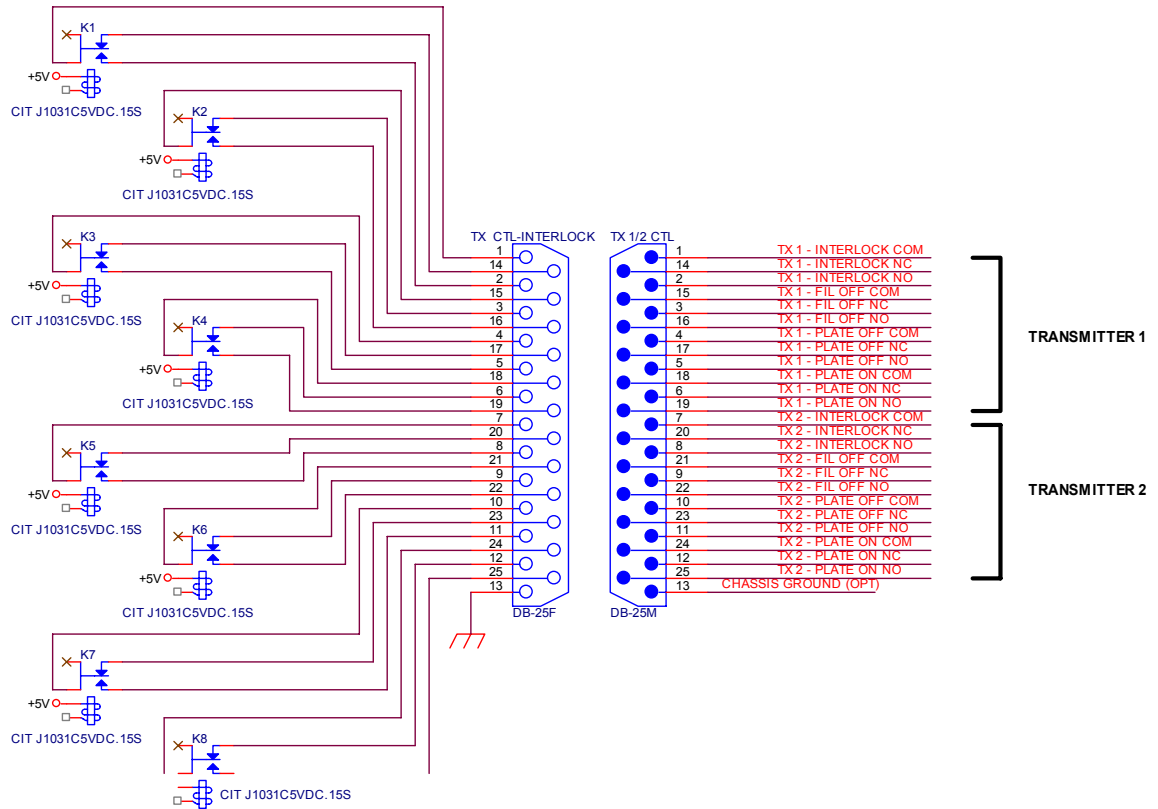 K1
+5V
CIT J1031C5VDC.15S
K2
+5V
CIT J1031C5VDC.15S
K3
+5V
CIT J1031C5VDC.15S
K4
+5V
CIT J1031C5VDC.15S
K5
+5V
CIT J1031C5VDC.15S
K6
+5V
CIT J1031C5VDC.15S
K7
+5V
CIT J1031C5VDC.15S
K8
CIT J1031C5VDC.15S
TX CTL-INTERLOCK
1
14
2
15
3
16
4
17
5
18
6
19
7
20
8
21
9
22
10
23
11
24
12
25
13
DB-25F
TX 1/2 CTL
1 TX 1 - INTERLOCK COM
14 TX 1 - INTERLOCK NC
2 TX 1 - INTERLOCK NO
15 TX 1 - FIL OFF COM
3 TX 1 - FIL OFF NC
16 TX 1 - FIL OFF NO
4 TX 1 - PLATE OFF COM
17 TX 1 - PLATE OFF NC
5 TX 1 - PLATE OFF NO
18 TX 1 - PLATE ON COM
6 TX 1 - PLATE ON NC
19 TX 1 - PLATE ON NO
7 TX 2 - INTERLOCK COM
20 TX 2 - INTERLOCK NC
8 TX 2 - INTERLOCK NO
21 TX 2 - FIL OFF COM
9 TX 2 - FIL OFF NC
22 TX 2 - FIL OFF NO
10 TX 2 - PLATE OFF COM
23 TX 2 - PLATE OFF NC
11 TX 2 - PLATE OFF NO
24 TX 2 - PLATE ON COM
12 TX 2 - PLATE ON NC
25 TX 2 - PLATE ON NO
13 CHASSIS GROUND (OPT)
DB-25M
TRANSMITTER 1
TRANSMITTER 2